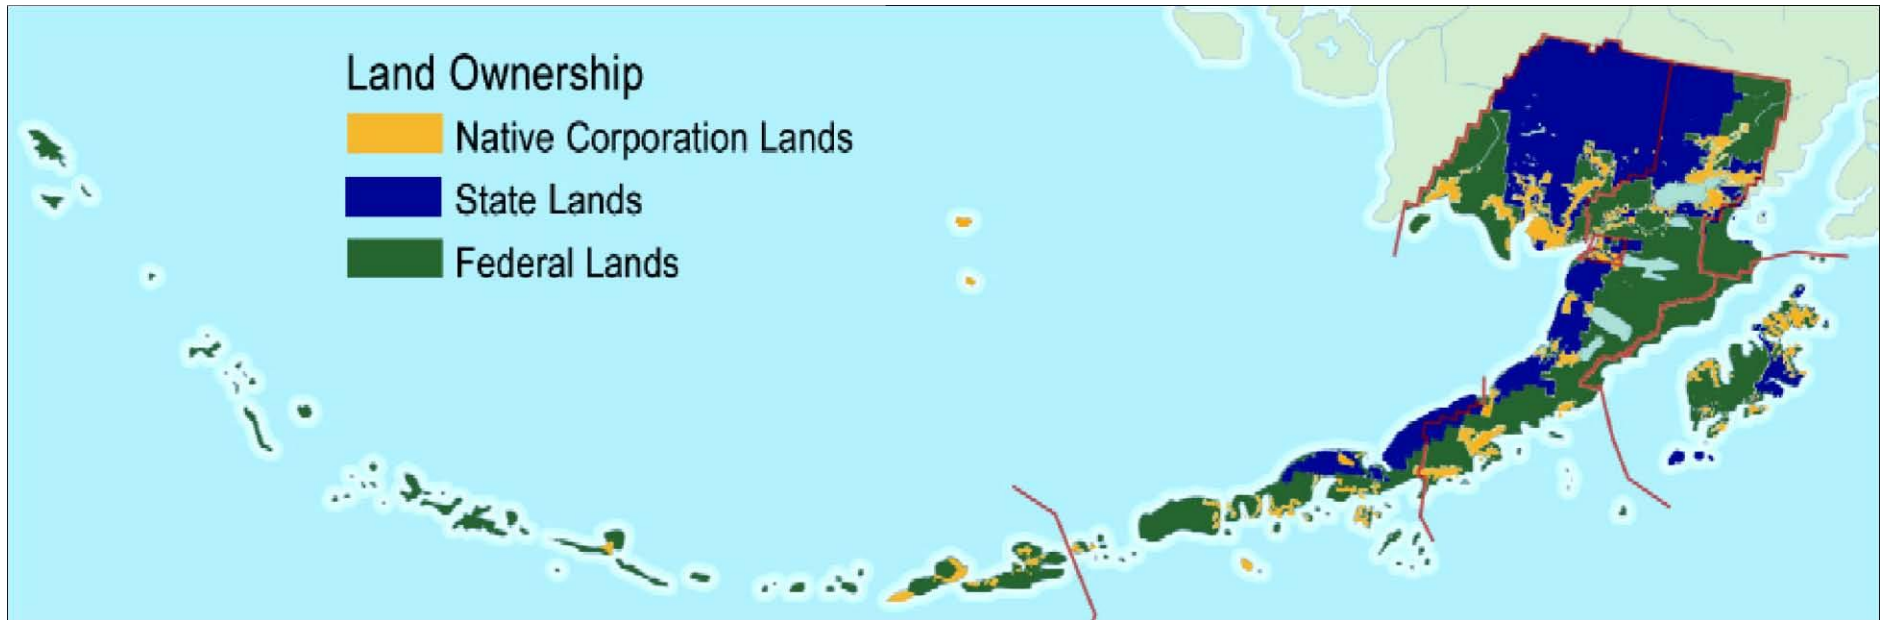 Land Ownership
Native Corporation Lands
State Lands
Federal Lands